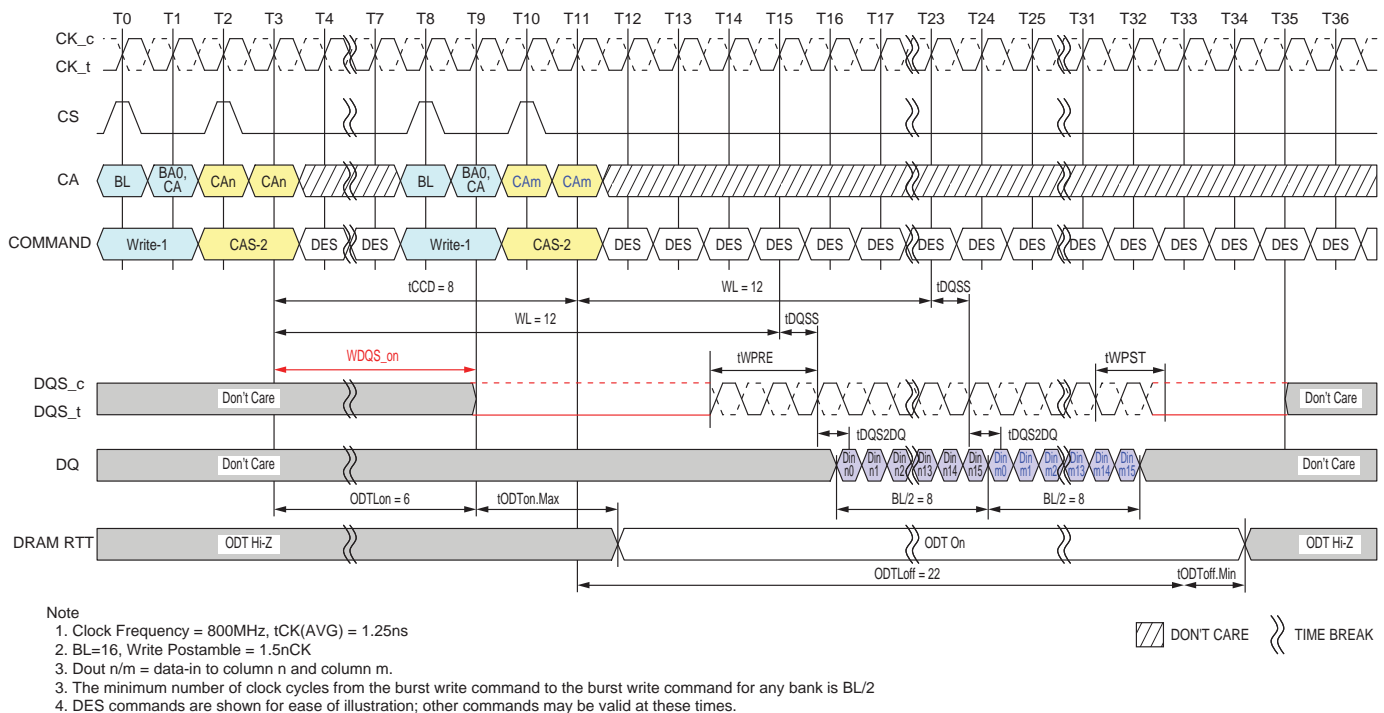 T0 T1 T2 T3 T4 T7 T8 T9 T10 T11 T12 T13 T14 T15 T16 T17 T23 T24 T25 T31 T32 T33 T34 T35 T36
CK_c
CK_t
CS
CA BL BA0, CA CAn CAn BL BA0, CA CAm CAm
COMMAND Write-1 CAS-2 DES DES Write-1 CAS-2 DES DES DES DES DES DES DES DES DES DES DES DES DES DES DES
tCCD = 8 WL = 12 tDQSS
WL = 12 tDQSS
WDQS_on tWPRE tWPST
DQS_c
DQS_t Don't Care Don't Care
tDQS2DQ tDQS2DQ
DQ Don't Care Din n0 Din n1 Din n2 Din n13 Din n14 Din n15 Din m0 Din m1 Din m2 Din m13 Din m14 Din m15 Don't Care
ODTLon = 6 tODTon.Max BL/2 = 8 BL/2 = 8
DRAM RTT ODT Hi-Z ODT On ODT Hi-Z
ODTLoff = 22 tODToff.Min
Note
1. Clock Frequency = 800MHz, tCK(AVG) = 1.25ns
2. BL=16, Write Postamble = 1.5nCK
3. Dout n/m = data-in to column n and column m.
3. The minimum number of clock cycles from the burst write command to the burst write command for any bank is BL/2
4. DES commands are shown for ease of illustration; other commands may be valid at these times.
DON'T CARE TIME BREAK